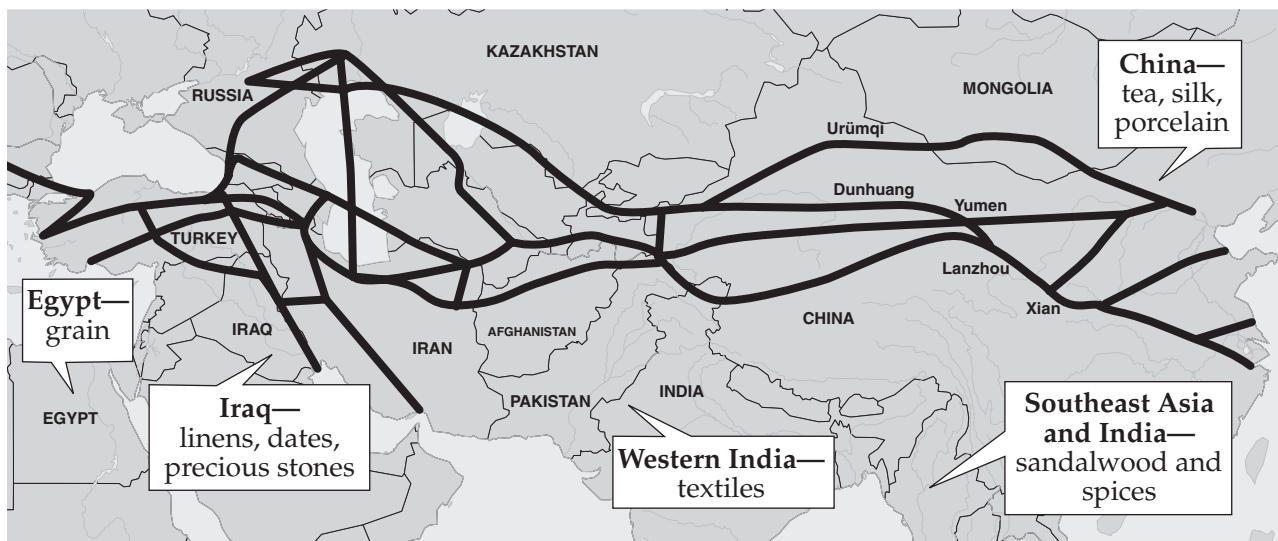 KAZAKHSTAN
RUSSIA
MONGOLIA
China—
tea, silk,
porcelain
Urümqi
Dunhuang
Yumen
TURKEY
Lanzhou
Xian
Egypt—
grain
IRAQ
IRAN
AFGHANISTAN
CHINA
EGYPT
Iraq—
linens, dates,
precious stones
PAKISTAN
INDIA
Western India—
textiles
Southeast Asia
and India—
sandalwood and
spices